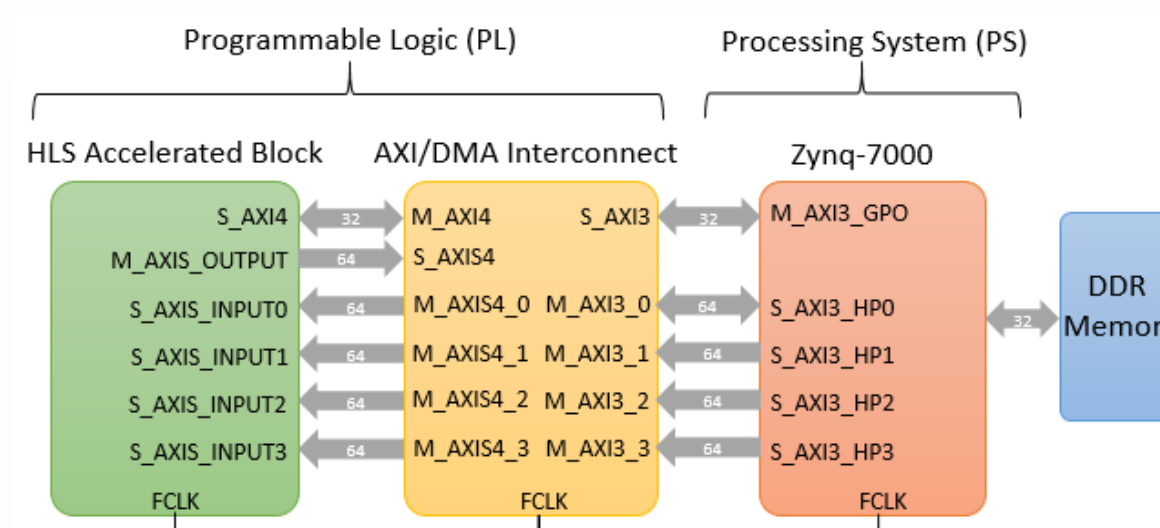 Programmable Logic (PL)
Processing System (PS)
HLS Accelerated Block
AXI/DMA Interconnect
Zynq-7000
S_AXI4
32
M_AXI4
S_AXI3
32
M_AXI3_GPO
M_AXIS_OUTPUT
64
S_AXIS4
S_AXIS_INPUT0
64
M_AXIS4_0
M_AXI3_0
64
S_AXI3_HP0
S_AXIS_INPUT1
64
M_AXIS4_1
M_AXI3_1
64
S_AXI3_HP1
S_AXIS_INPUT2
64
M_AXIS4_2
M_AXI3_2
64
S_AXI3_HP2
S_AXIS_INPUT3
64
M_AXIS4_3
M_AXI3_3
64
S_AXI3_HP3
FCLK
FCLK
FCLK
32
DDR
Memor